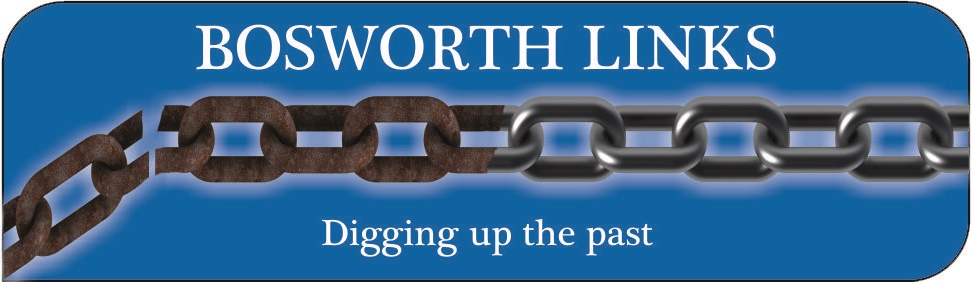 BOSWORTH LINKS
Digging up the past